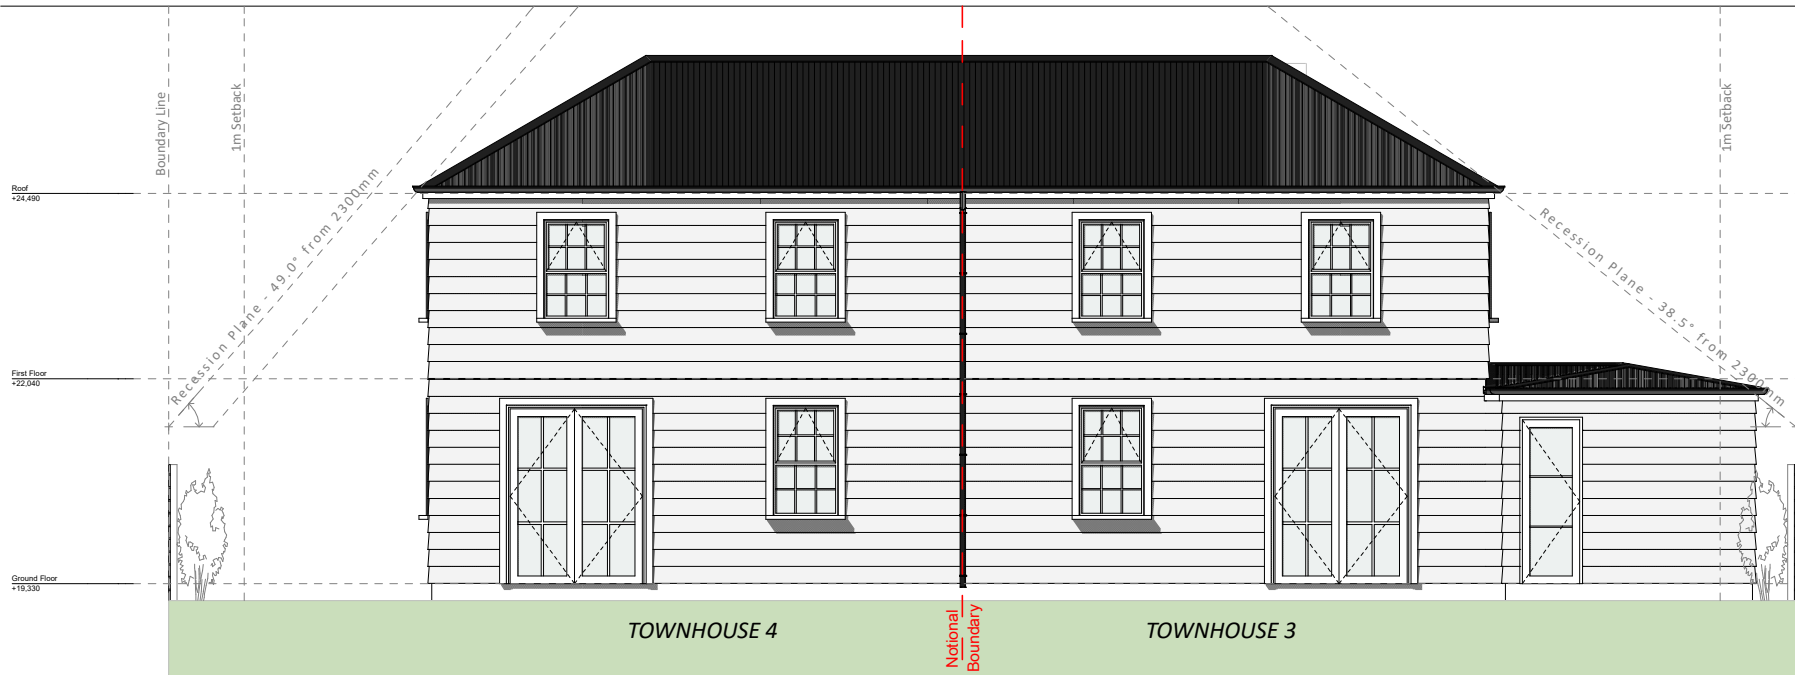 Boundary Line
1m Setback
Recession Plane - 49.0° from 2300mm
Recession Plane - 38.5° from 2300mm
1m Setback
Roof
+24,490
First Floor
+22,040
Ground Floor
+19,330
TOWNHOUSE 4
Notional
Boundary
TOWNHOUSE 3